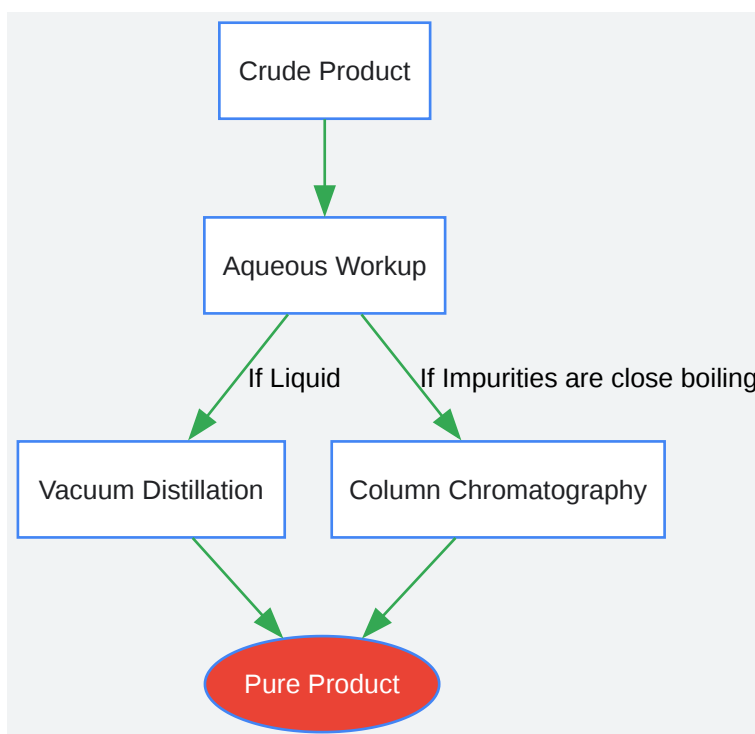 Crude Product
Aqueous Workup
If Liquid
If Impurities are close boiling
Vacuum Distillation
Column Chromatography
Pure Product